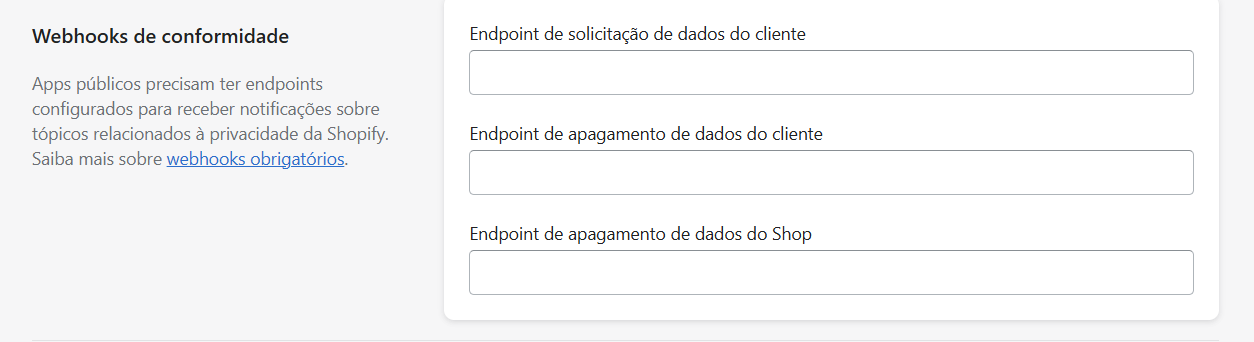 Webhooks de conformidade
Apps públicos precisam ter endpoints
configurados para receber notificações sobre
tópicos relacionados à privacidade da Shopify.
Saiba mais sobre webhooks obrigatórios.
Endpoint de solicitação de dados do cliente
Endpoint de apagamento de dados do cliente
Endpoint de apagamento de dados do Shop